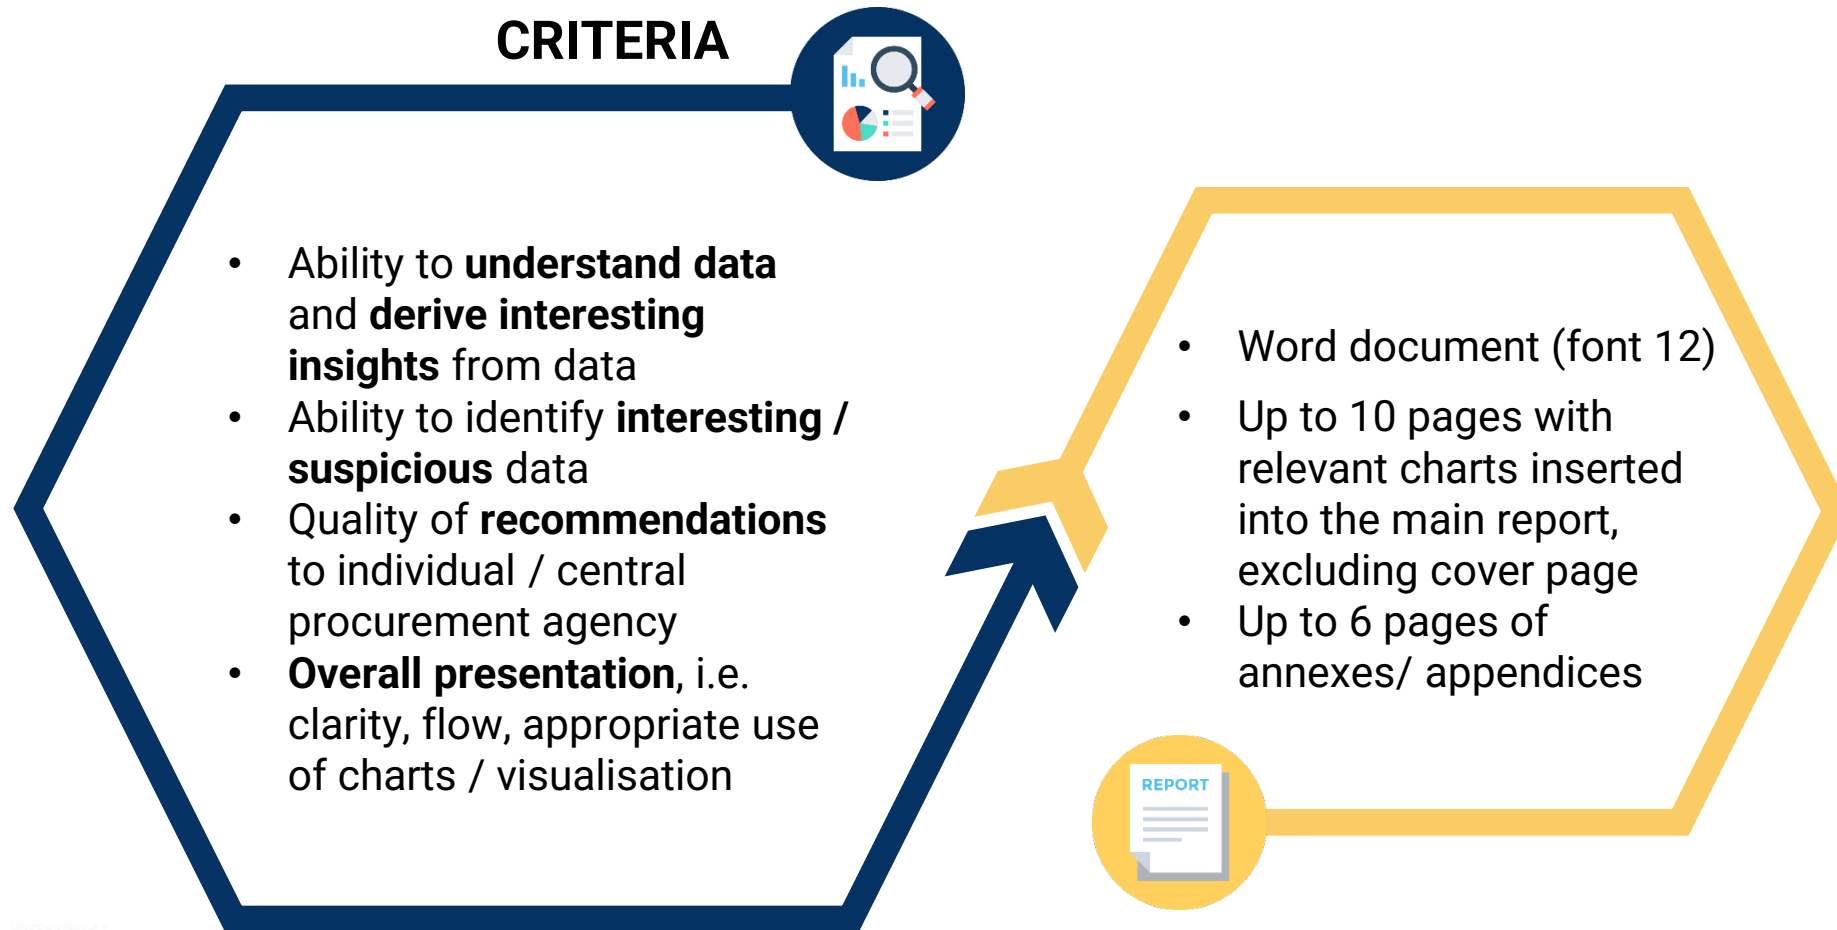 CRITERIA
• Ability to understand data
and derive interesting
insights from data
• Ability to identify interesting /
suspicious data
• Quality of recommendations
to individual / central
procurement agency
• Overall presentation, i.e.
clarity, flow, appropriate use
of charts / visualisation
• Word document (font 12)
• Up to 10 pages with
relevant charts inserted
into the main report,
excluding cover page
• Up to 6 pages of
annexes/ appendices
REPORT